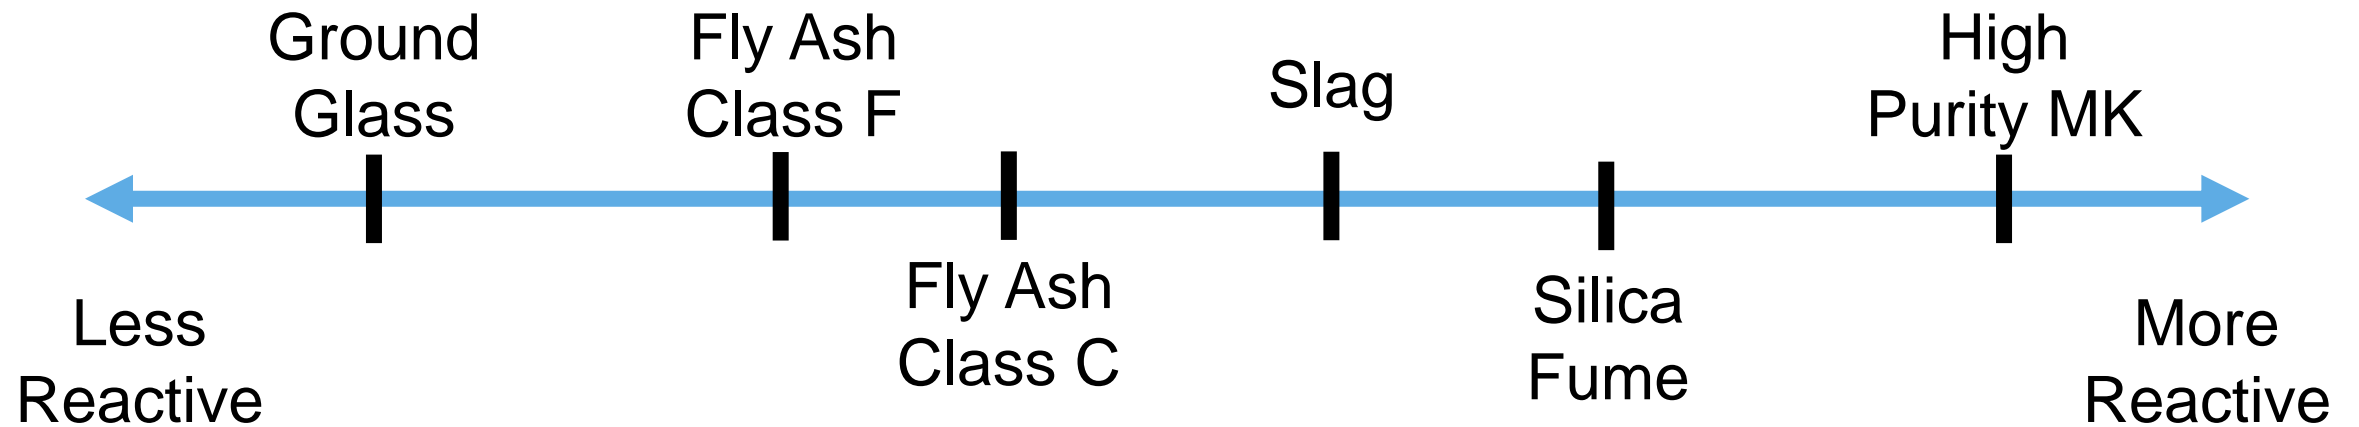 Ground
Glass
Fly Ash
Class F
Slag
High
Purity MK
Less
Reactive
Fly Ash
Class C
Silica
Fume
More
Reactive